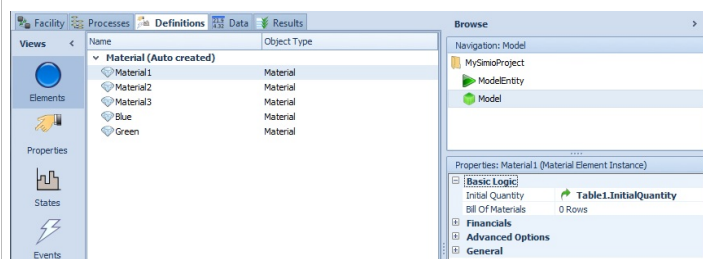 Facility Processes Definitions Data Results
Views <
Elements
Properties
States
Events
Name Object Type
Material (Auto created)
Material1 Material
Material2 Material
Material3 Material
Blue Material
Green Material
Browse >
Navigation: Model
MySimioProject
ModelEntity
Model
Properties: Material1 (Material Element Instance)
Basic Logic
Initial Quantity Table1.InitialQuantity
Bill Of Materials 0 Rows
Financials
Advanced Options
General